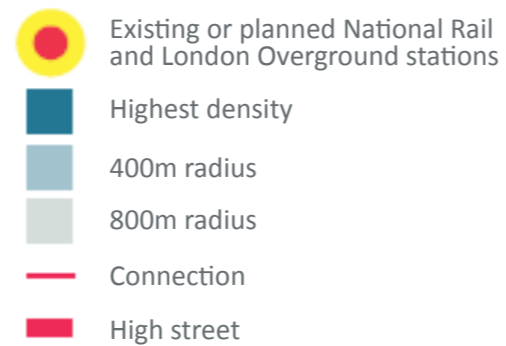 Existing or planned National Rail
and London Overground stations
Highest density
400m radius
800m radius
Connection
High street